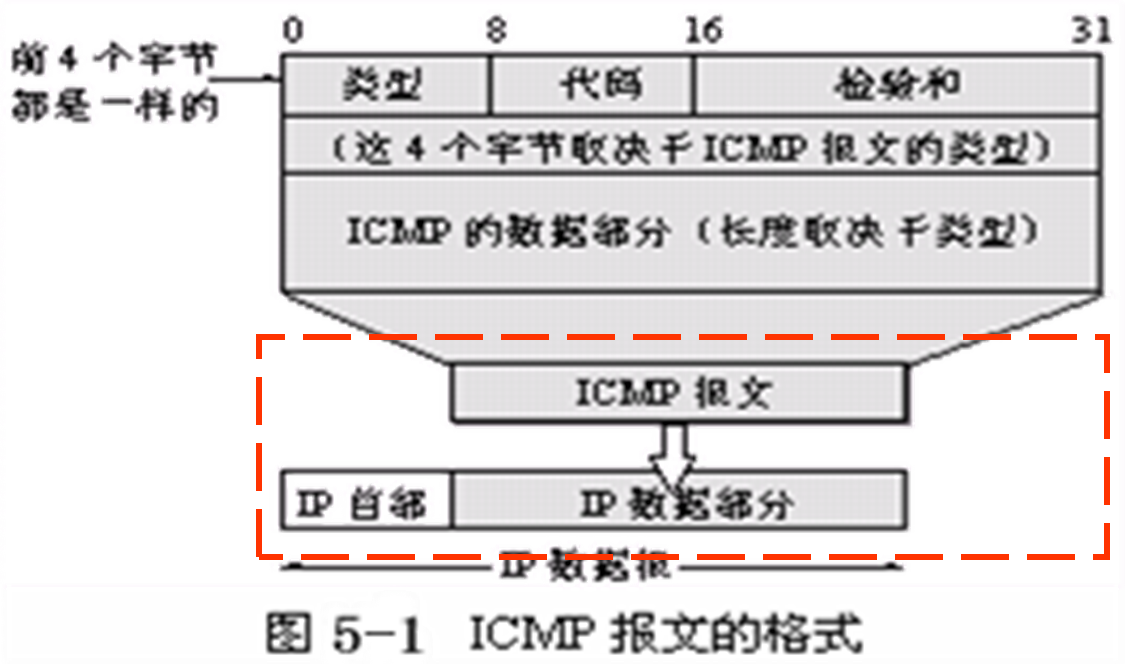 0 8 16 31
前4个字节
都是一样的
类型 代码 检验和
(这4个字节取决于ICMP报文的类型)
ICMP的数据部分(长度取决于类型)
ICMP报文
IP首部 IP数据部分
IP数据报
图5-1 ICMP报文的格式